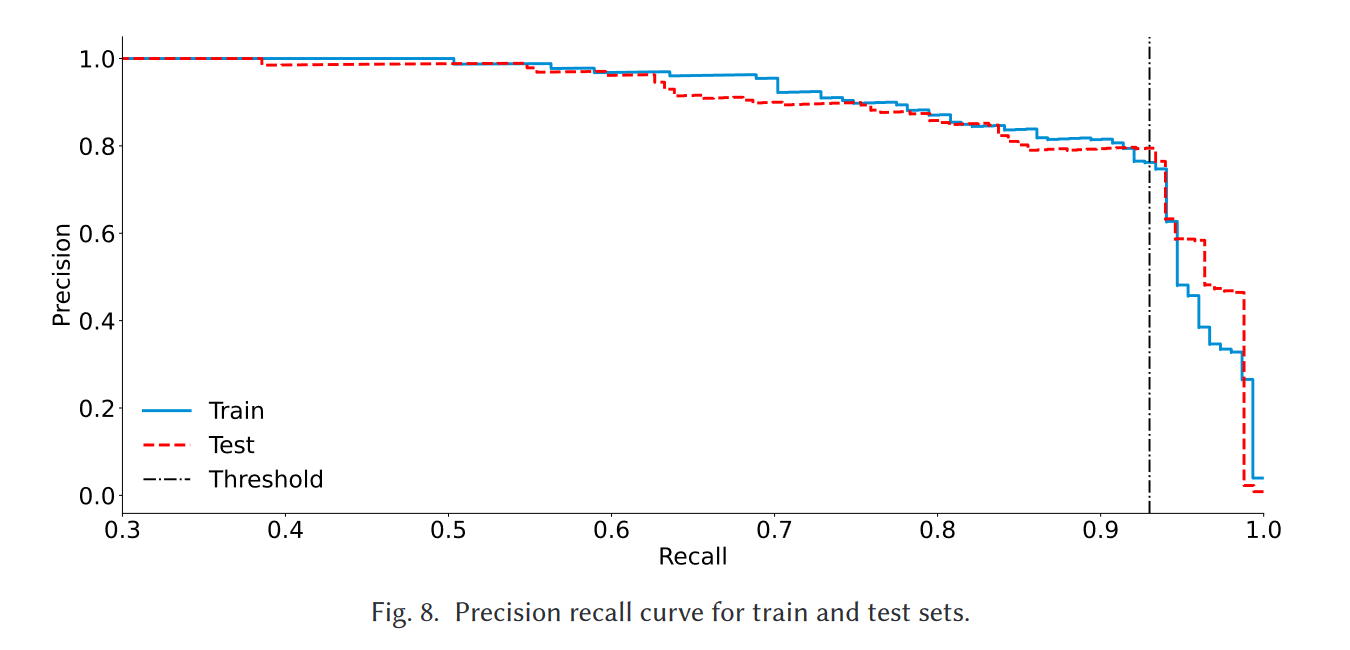 1.0
0.8
0.6
0.4
0.2
0.0
Precision
Train
Test
Threshold
0.3 0.4 0.5 0.6 0.7 0.8 0.9 1.0
Recall
Fig. 8. Precision recall curve for train and test sets.